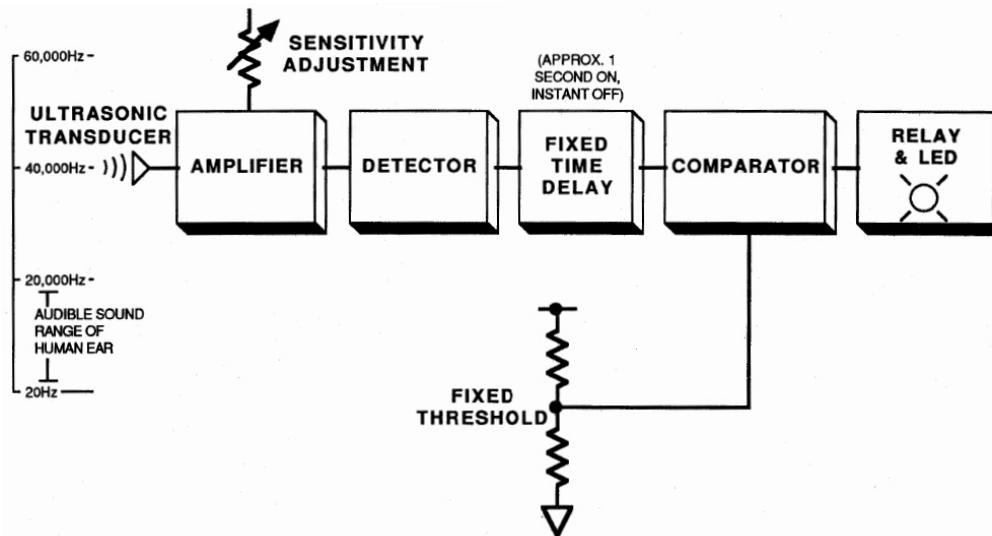 60,000Hz
SENSITIVITY
ADJUSTMENT
(APPROX. 1
SECOND ON,
INSTANT OFF)
ULTRASONIC
TRANSDUCER
40,000Hz
AMPLIFIER
DETECTOR
FIXED
TIME
DELAY
COMPARATOR
RELAY
& LED
20,000Hz
AUDIBLE SOUND
RANGE OF
HUMAN EAR
20Hz
FIXED
THRESHOLD